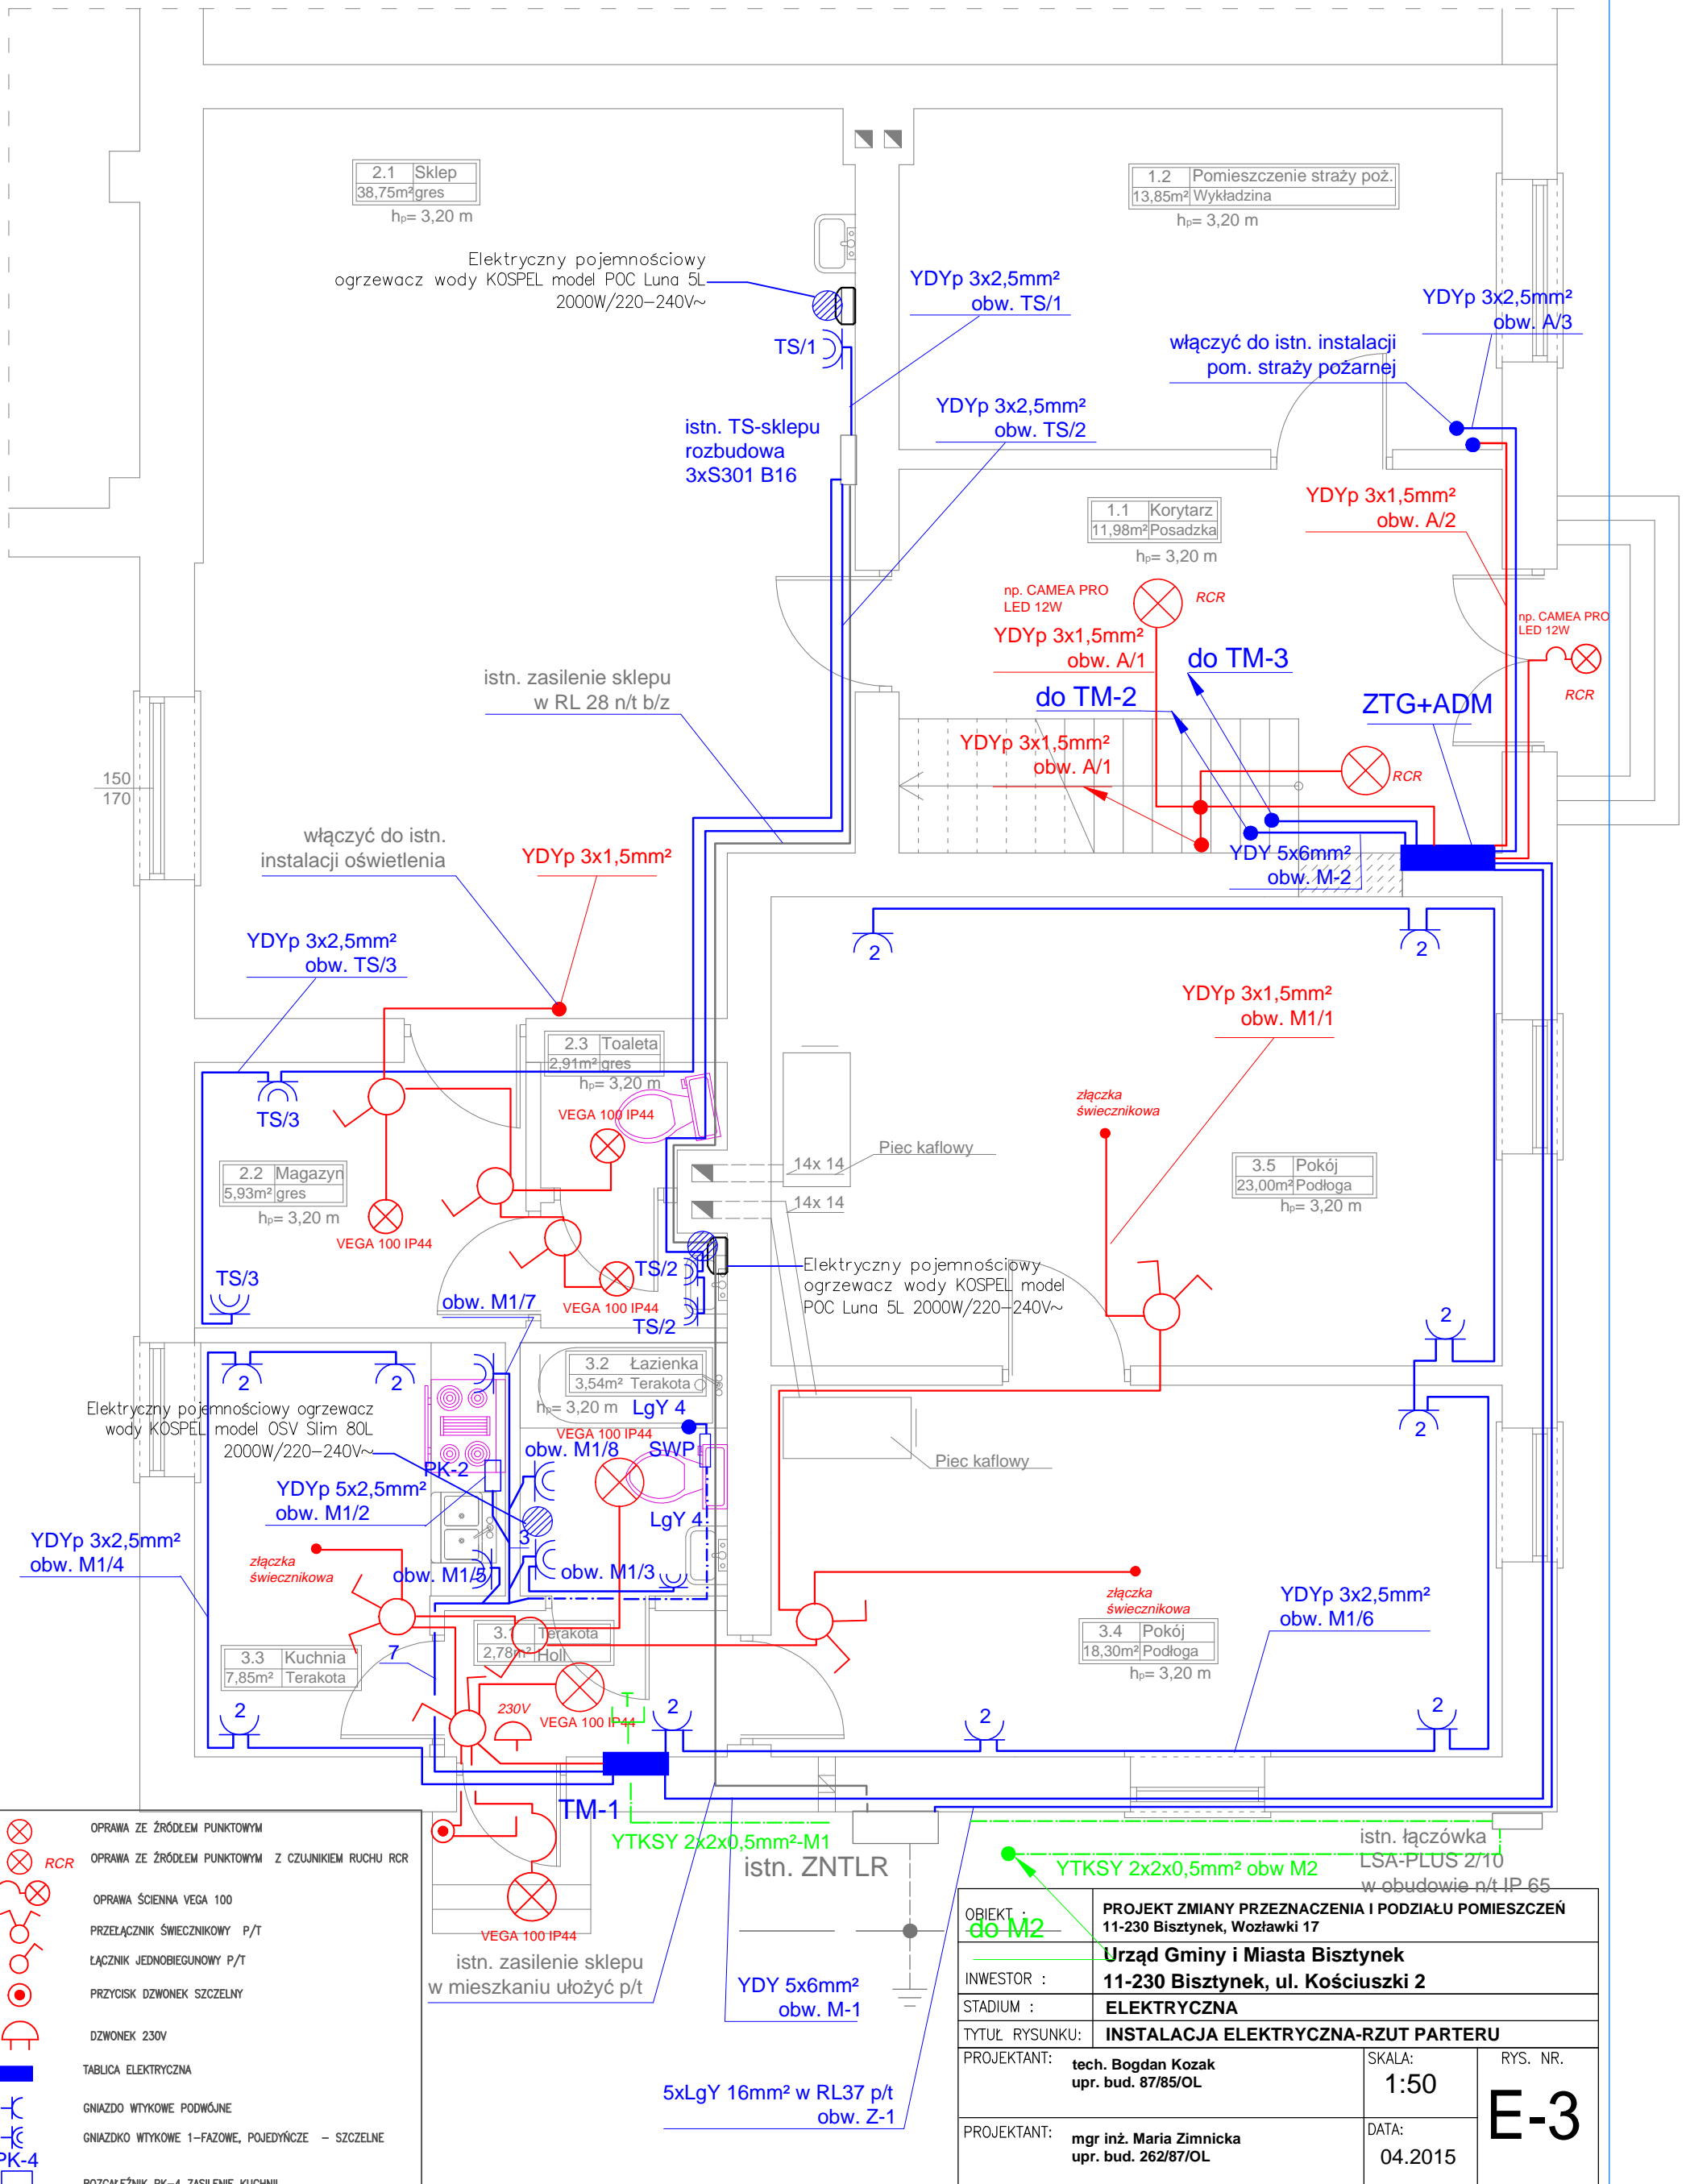 2.1 Sklep
38,75m² gres
hp= 3,20 m
1.2 Pomieszczenie straży poż.
13,85m² Wykładzina
hp= 3,20 m
Elektryczny pojemnościowy
ogrzewacz wody KOSPEL model POC Luna 5L
2000W/220-240V~
YDYp 3x2,5mm²
obw. TS/1
YDYp 3x2,5mm²
obw. A/3
TS/1
włączyć do istn. instalacji
pom. straży pożarnej
YDYp 3x2,5mm²
obw. TS/2
istn. TS-sklepu
rozbudowa
3xS301 B16
YDYp 3x1,5mm²
obw. A/2
1.1 Korytarz
11,98m² Posadzka
hp= 3,20 m
np. CAMEA PRO
LED 12W
RCR
np. CAMEA PRO
LED 12W
RCR
YDYp 3x1,5mm²
obw. A/1
do TM-3
istn. zasilenie sklepu
w RL 28 n/t b/z
do TM-2
ZTG+ADM
YDYp 3x1,5mm²
obw. A/1
RCR
150
170
włączyć do istn.
instalacji oświetlenia
YDYp 3x1,5mm²
YDY 5x6mm²
obw. M-2
YDYp 3x2,5mm²
obw. TS/3
2
2
YDYp 3x1,5mm²
obw. M1/1
2.3 Toaleta
2,91m² gres
hp= 3,20 m
TS/3
VEGA 100 IP44
złączka
świecznikowa
Piec kaflowy
14x 14
14x 14
2.2 Magazyn
5,93m² gres
hp= 3,20 m
3.5 Pokój
23,00m² Podłoga
hp= 3,20 m
VEGA 100 IP44
TS/3
TS/2
Elektryczny pojemnościowy
ogrzewacz wody KOSPEL model
POC Luna 5L 2000W/220-240V~
obw. M1/7
VEGA 100 IP44
TS/2
2
3.2 Łazienka
3,54m² Terakota
hp= 3,20 m
LgY 4
2
2
Elektryczny pojemnościowy ogrzewacz
wody KOSPEL model OSV Slim 80L
2000W/220-240V~
VEGA 100 IP44
obw. M1/8
SWP
2
Piec kaflowy
PK-2
YDYp 5x2,5mm²
obw. M1/2
LgY 4
3
YDYp 3x2,5mm²
obw. M1/4
złączka
świecznikowa
obw. M1/5
obw. M1/3
złączka
świecznikowa
YDYp 3x2,5mm²
obw. M1/6
3.1 Terakota
2,78m² Holl
3.4 Pokój
18,30m² Podłoga
hp= 3,20 m
3.3 Kuchnia
7,85m² Terakota
7
2
230V
VEGA 100 IP44
T
2
2
2
TM-1
YTKSY 2x2x0,5mm²-M1
istn. ZNTLR
YTKSY 2x2x0,5mm² obw M2
istn. łączówka
LSA-PLUS 2/10
w obudowie n/t IP 65
do M2
VEGA 100 IP44
istn. zasilenie sklepu
w mieszkaniu ułożyć p/t
YDY 5x6mm²
obw. M-1
5xLgY 16mm² w RL37 p/t
obw. Z-1
OPRAWA ZE ŹRÓDŁEM PUNKTOWYM
RCR OPRAWA ZE ŹRÓDŁEM PUNKTOWYM Z CZUJNIKIEM RUCHU RCR
OPRAWA ŚCIENNA VEGA 100
PRZEŁĄCZNIK ŚWIECZNIKOWY P/T
ŁĄCZNIK JEDNOBIEGUNOWY P/T
PRZYCISK DZWONEK SZCZELNY
DZWONEK 230V
TABLICA ELEKTRYCZNA
GNIAZDO WTYKOWE PODWÓJNE
GNIAZDKO WTYKOWE 1-FAZOWE, POJEDYŃCZE - SZCZELNE
PK-4
ROZGAŁEŹNIK PK-4 ZASILENIE KUCHNII
OBIEKT :
PROJEKT ZMIANY PRZEZNACZENIA I PODZIAŁU POMIESZCZEŃ
11-230 Bisztynek, Wozławki 17
INWESTOR :
Urząd Gminy i Miasta Bisztynek
11-230 Bisztynek, ul. Kościuszki 2
STADIUM : ELEKTRYCZNA
TYTUŁ RYSUNKU: INSTALACJA ELEKTRYCZNA-RZUT PARTERU
PROJEKTANT: tech. Bogdan Kozak
upr. bud. 87/85/OL
SKALA:
1:50
RYS. NR.
E-3
PROJEKTANT: mgr inż. Maria Zimnicka
upr. bud. 262/87/OL
DATA:
04.2015